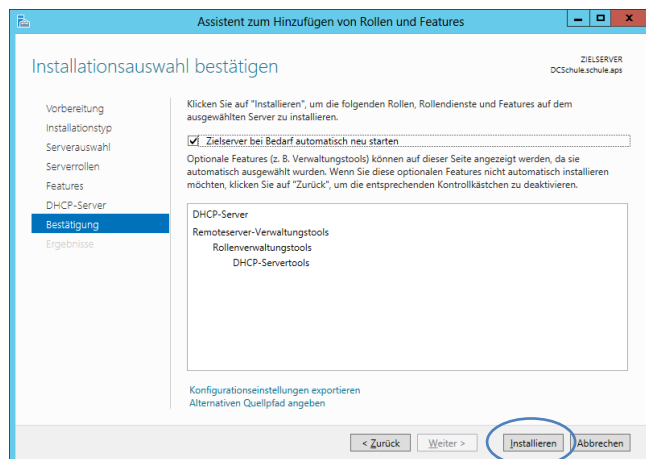 Assistent zum Hinzufügen von Rollen und Features
Installationsauswahl bestätigen
ZIELSERVER
DCSchule.schule.aps
Vorbereitung
Installationstyp
Serverauswahl
Serverrollen
Features
DHCP-Server
Bestätigung
Ergebnisse
Klicken Sie auf "Installieren", um die folgenden Rollen, Rollendienste und Features auf dem
ausgewählten Server zu installieren.
Zielserver bei Bedarf automatisch neu starten
Optionale Features (z. B. Verwaltungstools) können auf dieser Seite angezeigt werden, da sie
automatisch ausgewählt wurden. Wenn Sie diese optionalen Features nicht automatisch installieren
möchten, klicken Sie auf "Zurück", um die entsprechenden Kontrollkästchen zu deaktivieren.
DHCP-Server
Remoteserver-Verwaltungstools
Rollenverwaltungstools
DHCP-Servertools
Konfigurationseinstellungen exportieren
Alternativen Quellpfad angeben
< Zurück
Weiter >
Installieren
Abbrechen